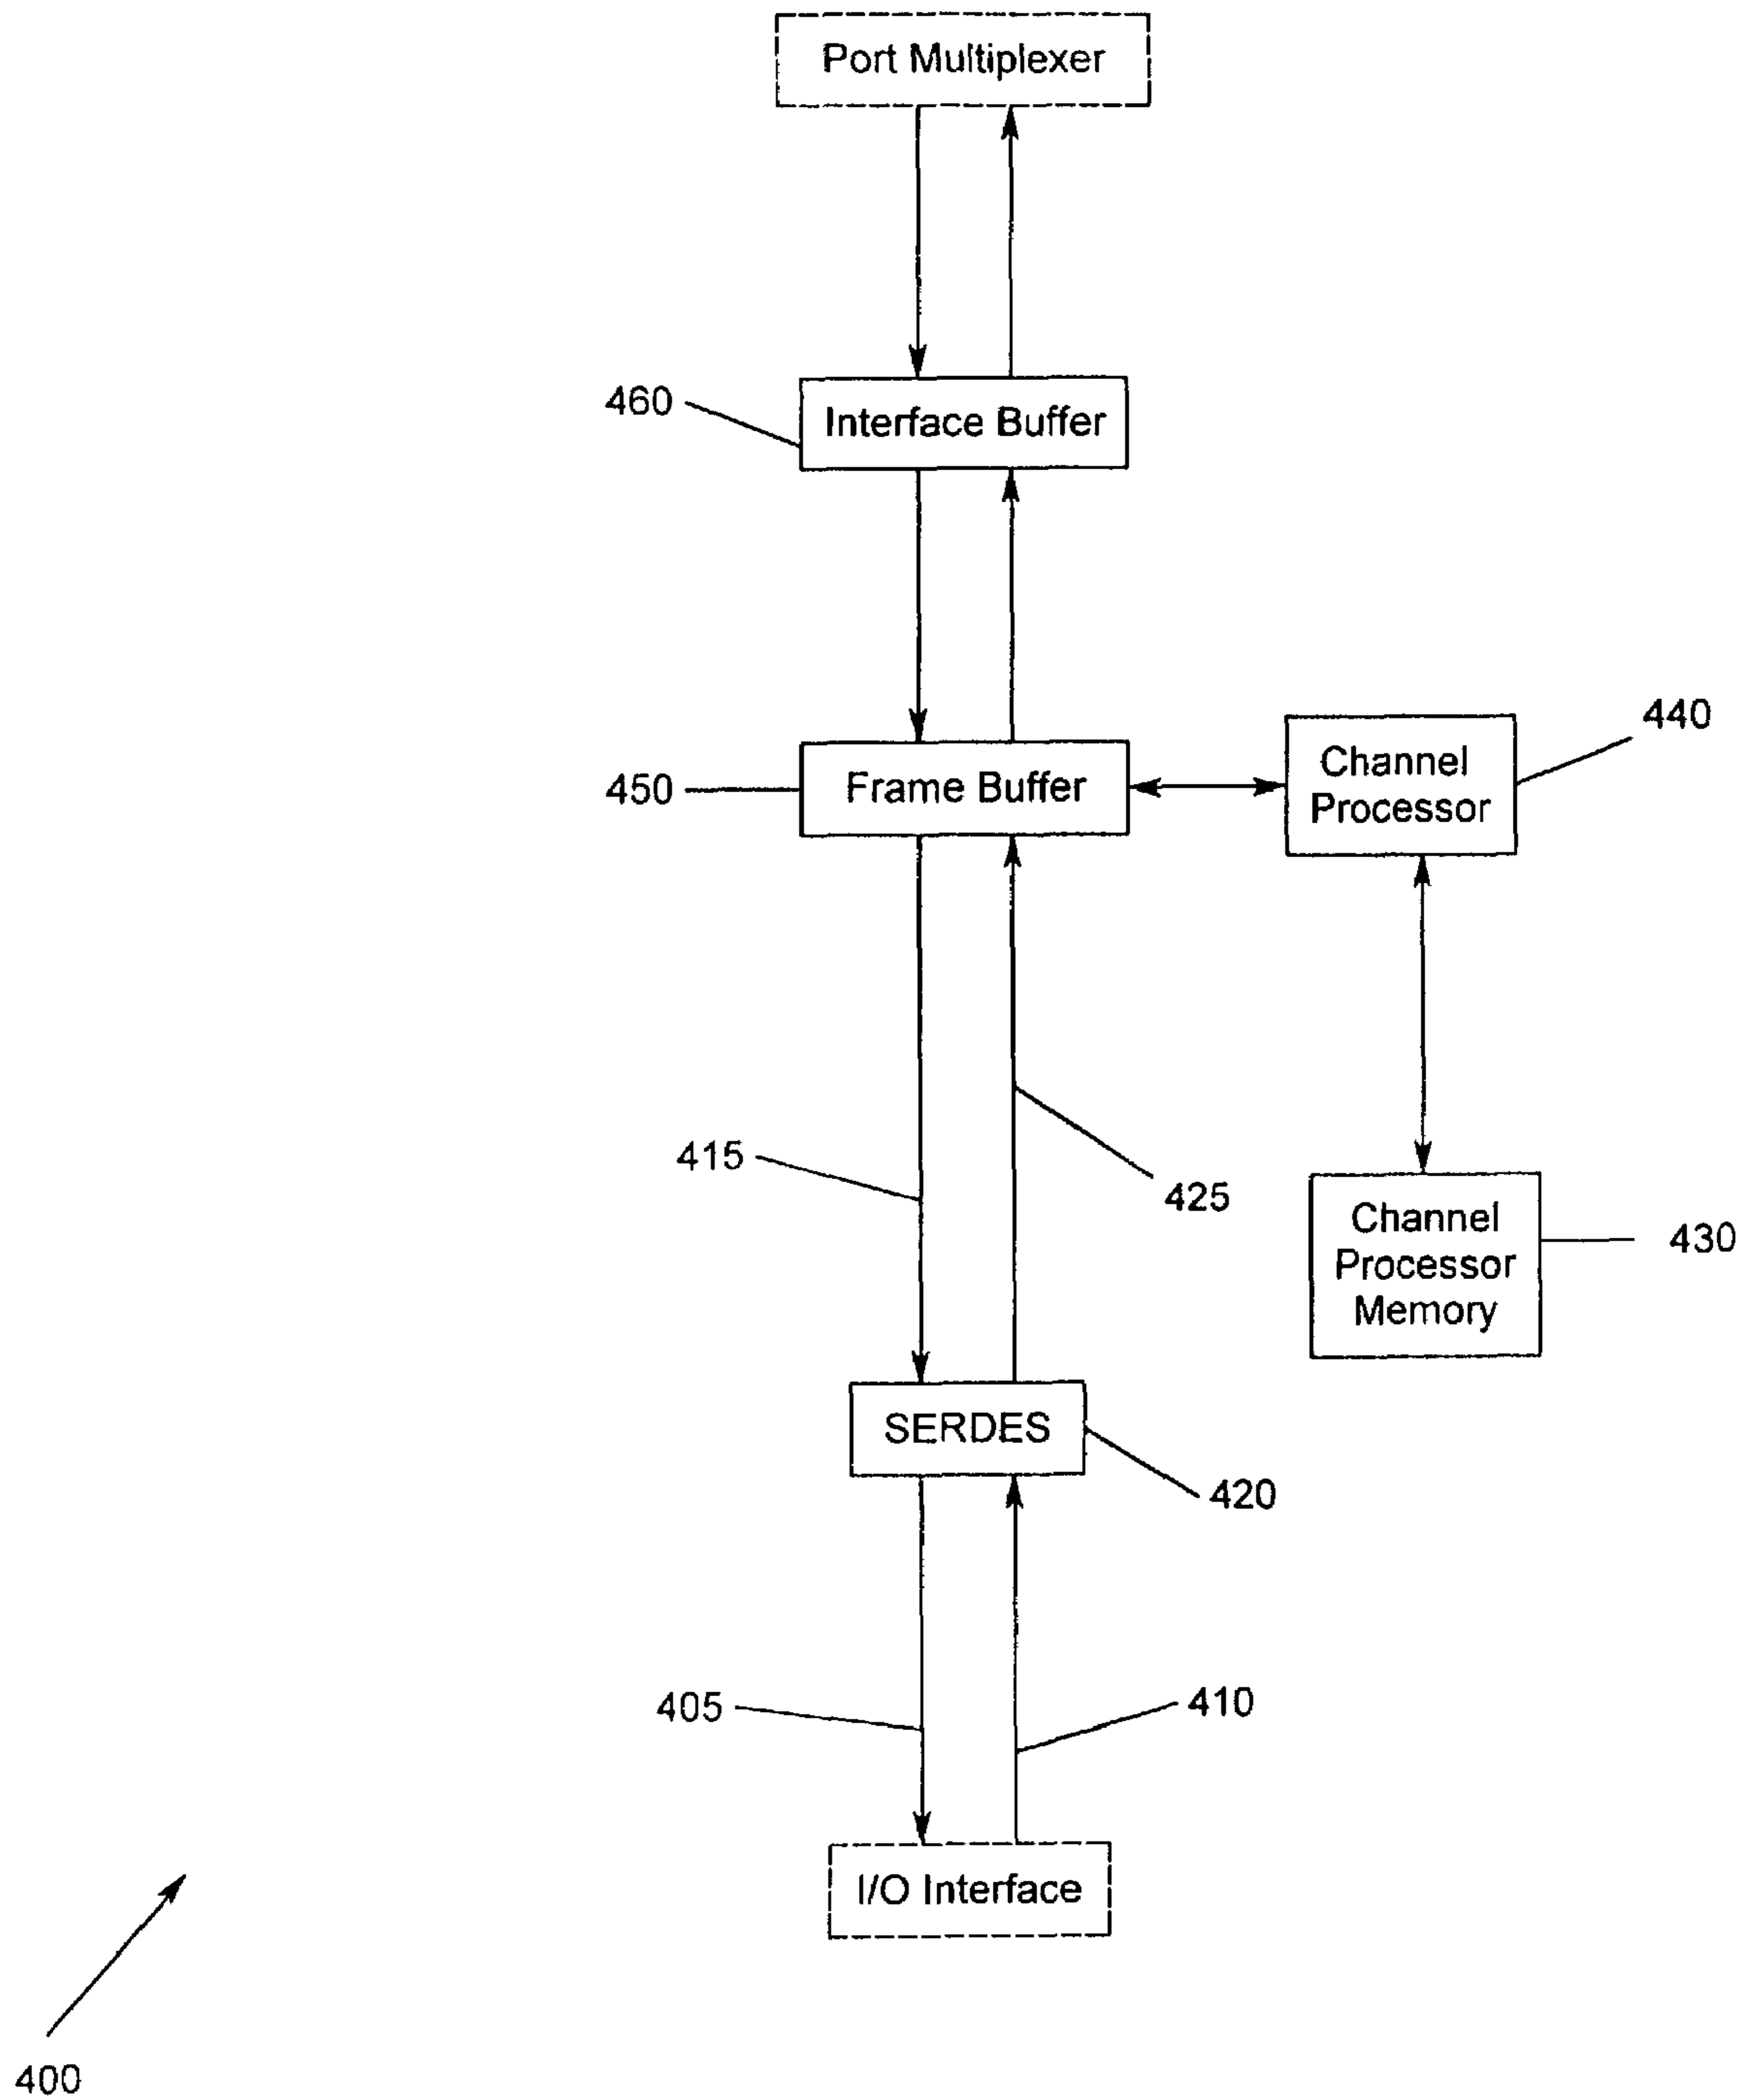 Port Multiplexer
460
Interface Buffer
440
Channel
Processor
450
Frame Buffer
415
425
Channel
Processor
Memory
430
SERDES
420
405
410
I/O Interface
400